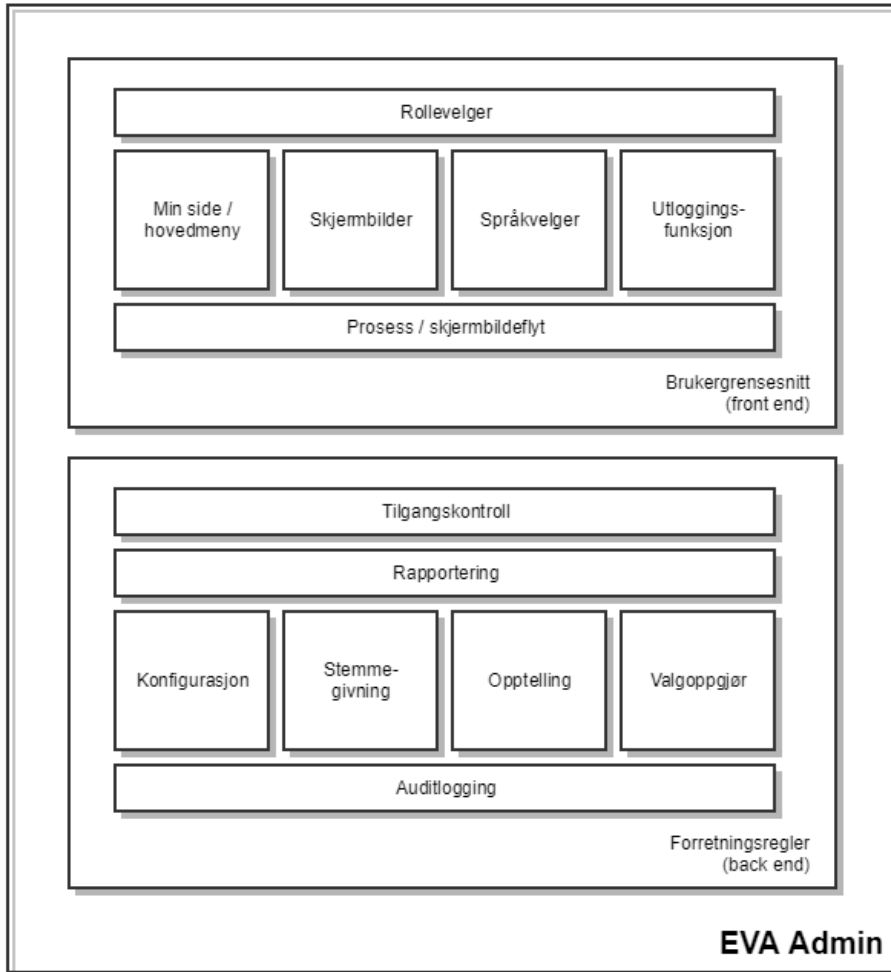 Rollevelger
Min side /
hovedmeny
Skjermbilder
Språkvelger
Utloggings-
funksjon
Prosess / skjermbildeflyt
Brukergrensesnitt
(front end)
Tilgangskontroll
Rapportering
Konfigurasjon
Stemme-
givning
Opptelling
Valgoppgjør
Auditlogging
Forretningsregler
(back end)
EVA Admin